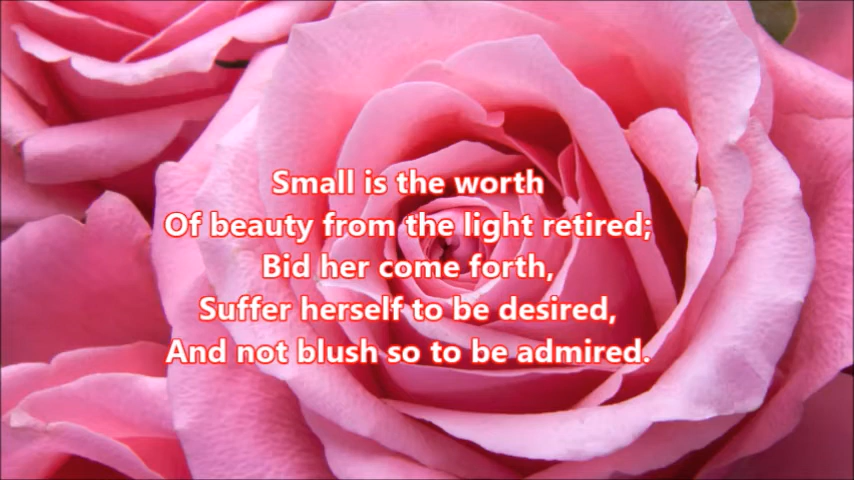 Small is the worth
Of beauty from the light retired;
Bid her come forth,
Suffer herself to be desired,
And not blush so to be admired.